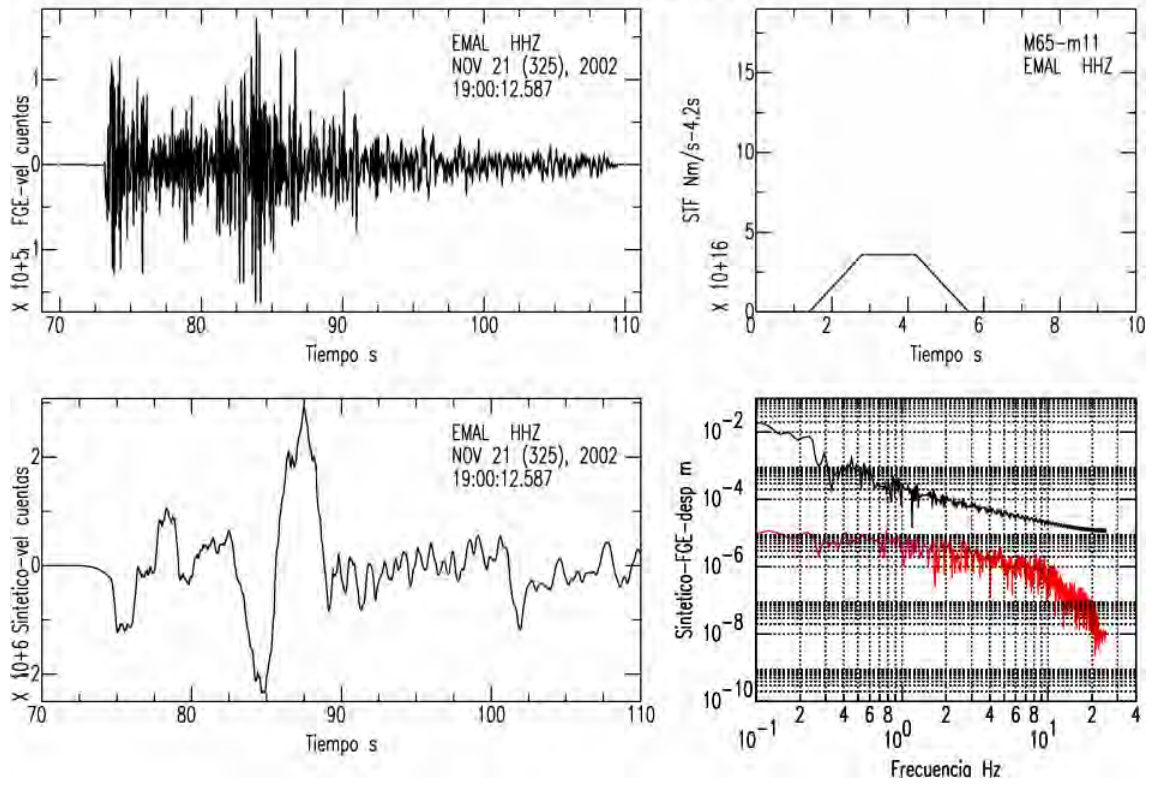 X 10+5 FGE-vel cuentas
1
0
1
EMAL HHZ
NOV 21 (325), 2002
19:00:12.587
70 80 90 100 110
Tiempo s
X 10+16 STF Nm/s-4.2s
15
10
5
0
M65-m11
EMAL HHZ
0 2 4 6 8 10
Tiempo s
X 10+6 Sintetico-vel cuentas
2
0
2
EMAL HHZ
NOV 21 (325), 2002
19:00:12.587
70 80 90 100 110
Tiempo s
Sintetico-FGE-desp m
10-2
10-4
10-6
10-8
10-10
2 4 6 8 2 4 6 8 2 4
10-1 100 101
Frecuencia Hz